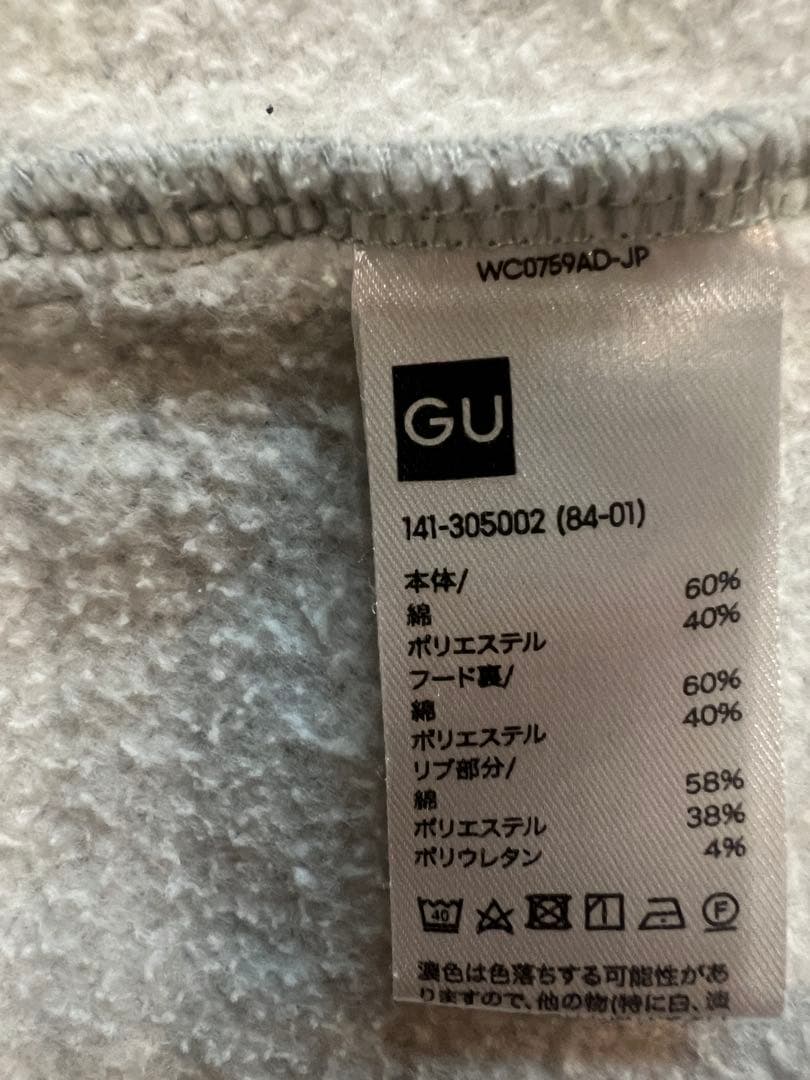 WC0759AD-JP
GU
141-305002 (84-01)
本体/
綿 60%
ポリエステル 40%
フード裏/
綿 60%
ポリエステル 40%
リブ部分/
綿 58%
ポリエステル 38%
ポリウレタン 4%
40 F
濃色は色落ちする可能性があ
りますので、他の物(特に白、淡